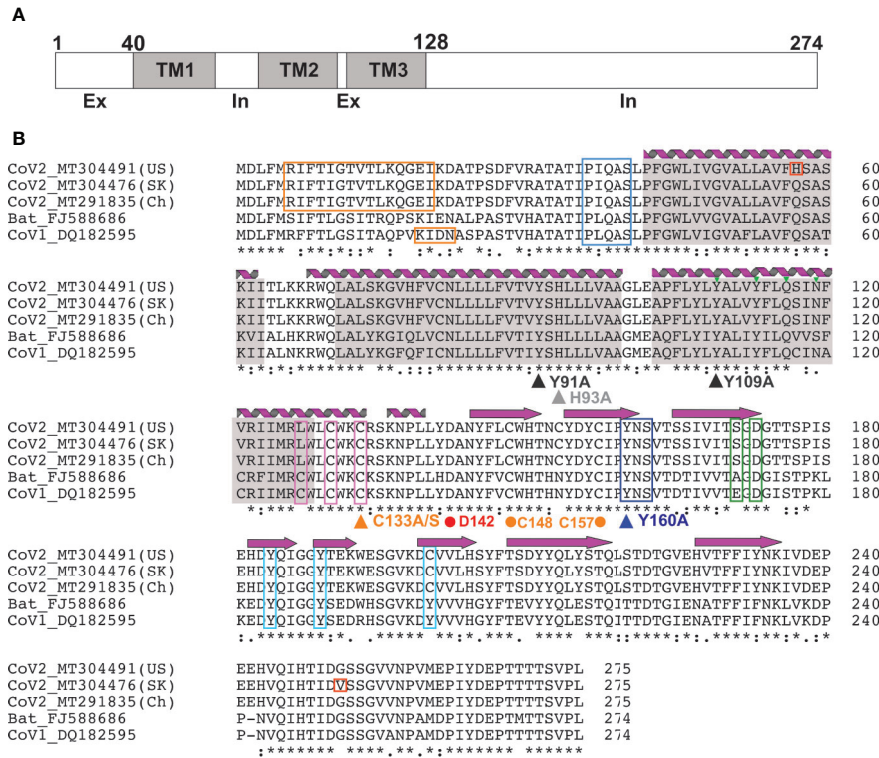 A
1 40 128 274
TM1 TM2 TM3
Ex In Ex In
B
CoV2_MT304491(US) MDLFMRIFTIGTVTLKQGEIKDATPSDFVRATATIPIQASLPFGWLIVGVALLAVFHSAS 60
CoV2_MT304476(SK) MDLFMRIFTIGTVTLKQGEIKDATPSDFVRATATIPIQASLPFGWLIVGVALLAVFQSAS 60
CoV2_MT291835(Ch) MDLFMRIFTIGTVTLKQGEIKDATPSDFVRATATIPIQASLPFGWLIVGVALLAVFQSAS 60
Bat_FJ588686 MDLFMSIFTLGSITRQPSKIENALPASTVHATATIPLQASLPFGWLVVGVALLAVFQSAT 60
CoV1_DQ182595 MDLFMRFFTLGSITAQPVKIDNASPASTVHATATIPLQASLPFGWLVIGVAFLAVFQSAT 60
CoV2_MT304491(US) KIITLKKRWQLALSKGVHFVCNLLLLFVTVYSHLLLVAAGLEAPFLYLYALVYFLQSINF 120
CoV2_MT304476(SK) KIITLKKRWQLALSKGVHFVCNLLLLFVTVYSHLLLVAAGLEAPFLYLYALVYFLQSINF 120
CoV2_MT291835(Ch) KIITLKKRWQLALSKGVHFVCNLLLLFVTVYSHLLLVAAGLEAPFLYLYALVYFLQSINF 120
Bat_FJ588686 KVIALHKRWQLALYKGVQLVCNLLLLFVTIYSHLLLVAAGMEAQFLYLYALIYILQVVSF 120
CoV1_DQ182595 KIIALNKRWQLALYKGFQFICNLLLLFVTIYSHLLLVAAGMEAQFLYLYALIYFLQCINA 120
Y91A Y109A
H93A
CoV2_MT304491(US) VRIIMRLWLCWKCRSKNPLLYDANYFLCWHTNCYDYCIPYNSVTSSIVITSGDGTTSPIS 180
CoV2_MT304476(SK) VRIIMRLWLCWKCRSKNPLLYDANYFLCWHTNCYDYCIPYNSVTSSIVITSGDGTTSPIS 180
CoV2_MT291835(Ch) VRIIMRLWLCWKCRSKNPLLYDANYFLCWHTNCYDYCIPYNSVTSSIVITSGDGTTSPIS 180
Bat_FJ588686 CRFIMRCWLCWKCRSKNPLLYDANYFVCWHTHNYDYCIPYNSVTDTIVVTAGDGISTPKL 180
CoV1_DQ182595 CRIIMRCWLCWKCKSKNPLLYDANYFVCWHTHNYDYCIPYNSVTDTIVVTEGDGISTPKL 180
C133A/S D142 C148 C157 Y160A
CoV2_MT304491(US) EHDYQIGGYTEKWESGVKDCVVLHSYFTSDYYQLYSTQLSTDTGVEHVTFFIYNKIVDEP 240
CoV2_MT304476(SK) EHDYQIGGYTEKWESGVKDCVVLHSYFTSDYYQLYSTQLSTDTGVEHVTFFIYNKIVDEP 240
CoV2_MT291835(Ch) EHDYQIGGYTEKWESGVKDCVVLHSYFTSDYYQLYSTQLSTDTGVEHVTFFIYNKIVDEP 240
Bat_FJ588686 KEDYQIGGYSEDWHSGVKDYVVVHGYFTEVYYQLESTQITTDTGIENATFFIFNKLVKDP 240
CoV1_DQ182595 KEDYQIGGYSEDRHSGVKDYVVVHGYFTEVYYQLESTQITTDTGIENATFFIFNKLVKDP 240
CoV2_MT304491(US) EEHVQIHTIDGSSGVVNPVMEPIYDEPTTTTSVPL 275
CoV2_MT304476(SK) EEHVQIHTIDVSSGVVNPVMEPIYDEPTTTTSVPL 275
CoV2_MT291835(Ch) EEHVQIHTIDGSSGVVNPVMEPIYDEPTTTTSVPL 275
Bat_FJ588686 P-NVQIHTIDGSSGVVNPAMDPIYDEPTMTTSVPL 274
CoV1_DQ182595 P-NVQIHTIDGSSGVANPAMDPIYDEPTTTTSVPL 274